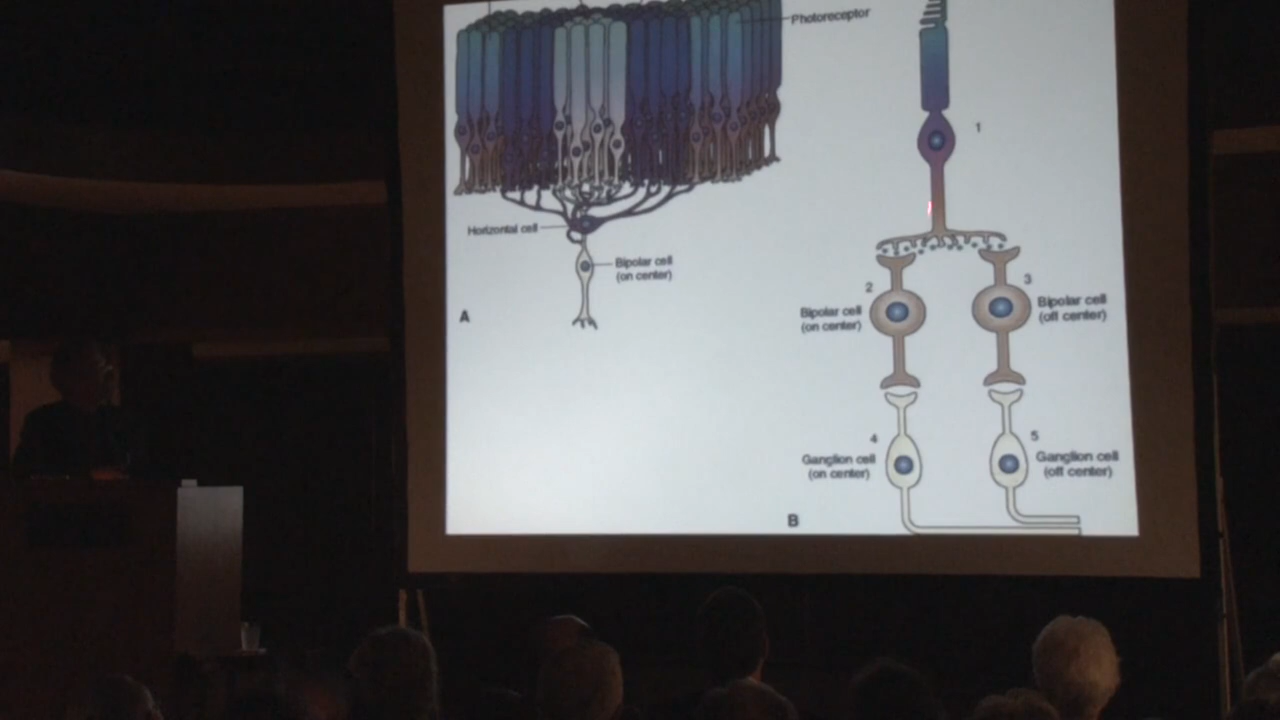 Photoreceptor
Horizontal cell
Bipolar cell
(on center)
A
1
2
Bipolar cell
(on center)
3
Bipolar cell
(off center)
4
Ganglion cell
(on center)
5
Ganglion cell
(off center)
B